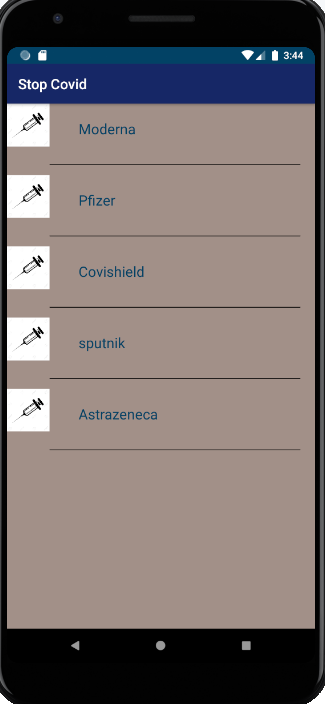 3:44
Stop Covid
Moderna
Pfizer
Covishield
sputnik
Astrazeneca